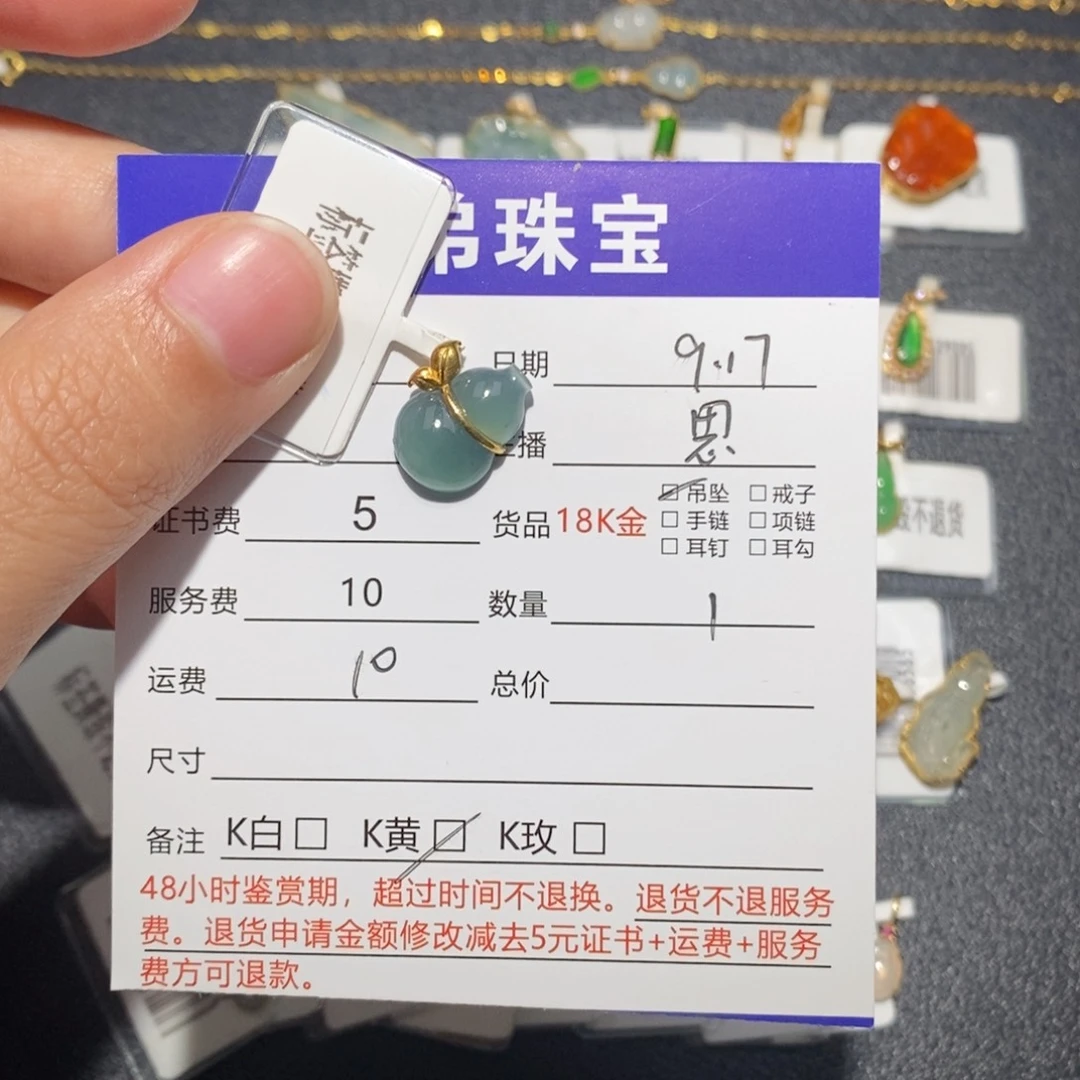 帛珠宝
日期 9.17
播 思
证书费 5 货品 18K金 ☐ 吊坠 ☐ 戒子
☐ 手链 ☐ 项链
☐ 耳钉 ☐ 耳勾
服务费 10 数量 1
运费 10 总价
尺寸
备注 K白 ☐ K黄 ☐ K玫 ☐
48小时鉴赏期，超过时间不退换。退货不退服务
费。退货申请金额修改减去5元证书+运费+服务
费方可退款。
不退货